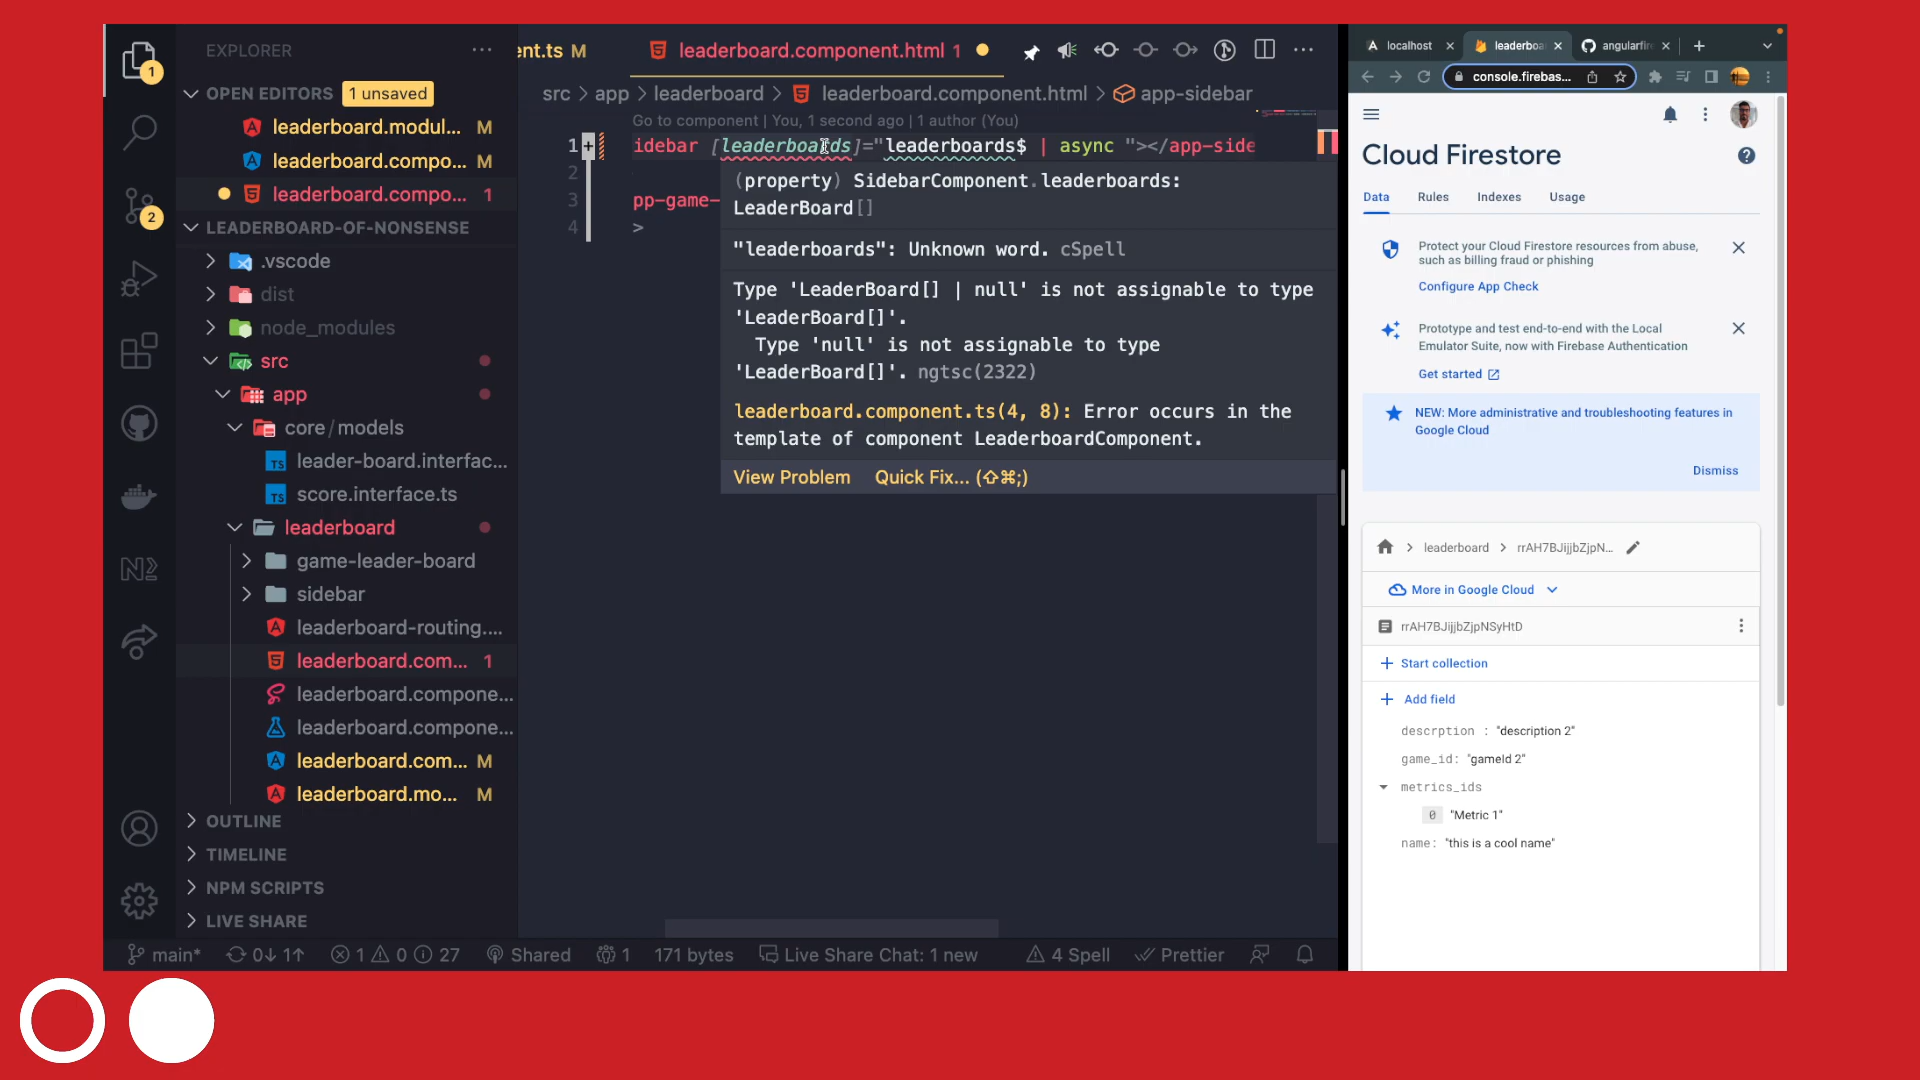 EXPLORER
1
OPEN EDITORS
1 unsaved
leaderboard.modul... M
leaderboard.compo... M
leaderboard.compo... 1
2
LEADERBOARD-OF-NONSENSE
.vscode
dist
node_modules
src
app
core/models
leader-board.interfac...
score.interface.ts
leaderboard
game-leader-board
sidebar
leaderboard-routing....
leaderboard.com... 1
leaderboard.compone...
leaderboard.compone...
leaderboard.com... M
leaderboard.mo... M
OUTLINE
TIMELINE
NPM SCRIPTS
LIVE SHARE
ent.ts M
leaderboard.component.html 1
src > app > leaderboard > leaderboard.component.html > app-sidebar
Go to component | You, 1 second ago | 1 author (You)
1 idebar [leaderboards]="leaderboards$ | async "></app-side
2
3 pp-game-
4 >
(property) SidebarComponent.leaderboards:
LeaderBoard[]
"leaderboards": Unknown word. cSpell
Type 'LeaderBoard[] | null' is not assignable to type
'LeaderBoard[]'.
Type 'null' is not assignable to type
'LeaderBoard[]'. ngtsc(2322)
leaderboard.component.ts(4, 8): Error occurs in the
template of component LeaderboardComponent.
View Problem Quick Fix... (⇧⌘;)
main* 0↓ 1↑ 1 0 27 Shared 1 171 bytes Live Share Chat: 1 new 4 Spell Prettier
localhost
leaderboa
angularfire
console.firebas...
Cloud Firestore
Data Rules Indexes Usage
Protect your Cloud Firestore resources from abuse,
such as billing fraud or phishing
Configure App Check
Prototype and test end-to-end with the Local
Emulator Suite, now with Firebase Authentication
Get started
NEW: More administrative and troubleshooting features in
Google Cloud
Dismiss
leaderboard > rrAH7BJijjbZjpN...
More in Google Cloud
rrAH7BJijjbZjpNSyHtD
+ Start collection
+ Add field
descrption : "description 2"
game_id: "gameId 2"
metrics_ids
0 "Metric 1"
name: "this is a cool name"